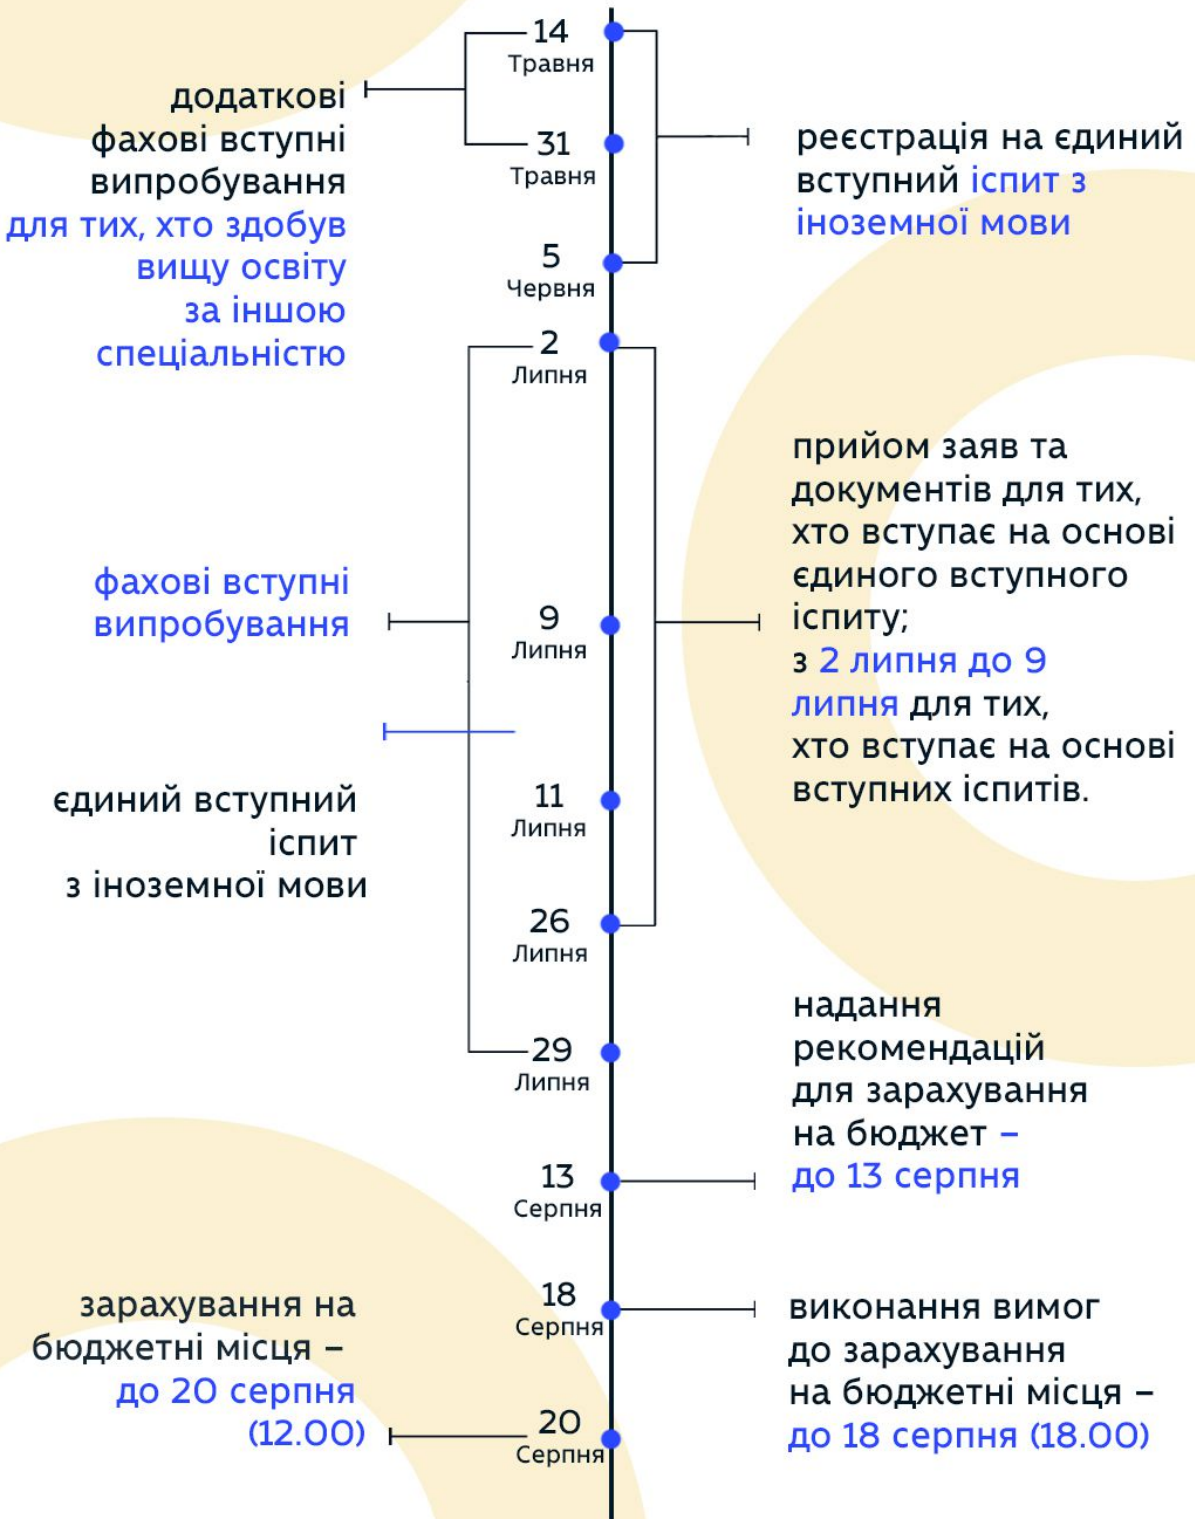 14
Травня
додаткові
фахові вступні
випробування
для тих, хто здобув
вищу освіту
за іншою
спеціальністю
31
Травня
реєстрація на єдиний
вступний іспит з
іноземної мови
5
Червня
2
Липня
прийом заяв та
документів для тих,
хто вступає на основі
єдиного вступного
іспиту;
з 2 липня до 9
липня для тих,
хто вступає на основі
вступних іспитів.
фахові вступні
випробування
9
Липня
єдиний вступний
іспит
з іноземної мови
11
Липня
26
Липня
29
Липня
надання
рекомендацій
для зарахування
на бюджет –
до 13 серпня
13
Серпня
18
Серпня
виконання вимог
до зарахування
на бюджетні місця –
до 18 серпня (18.00)
зарахування на
бюджетні місця –
до 20 серпня
(12.00)
20
Серпня